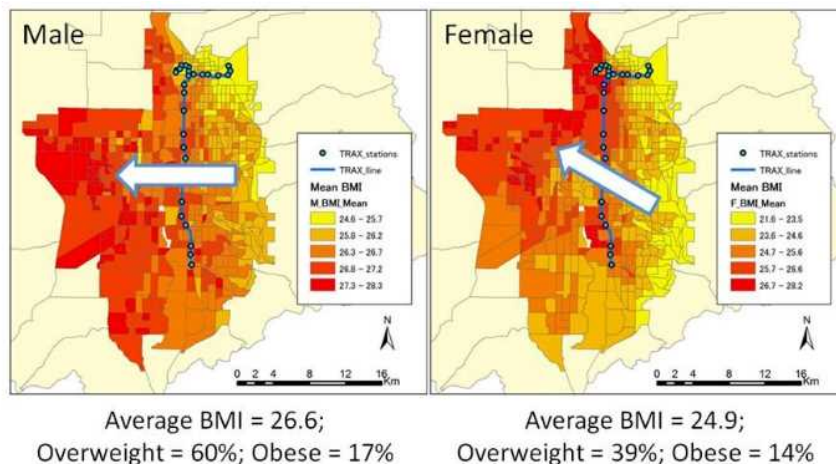 Male
TRAX_stations
TRAX_line
Mean BMI
M_BMI_Mean
24.6 - 25.7
25.8 - 26.2
26.3 - 26.7
26.8 - 27.2
27.3 - 28.3
N
0 2 4 8 12 16
Km
Average BMI = 26.6;
Overweight = 60%; Obese = 17%
Female
TRAX_stations
TRAX_line
Mean BMI
F_BMI_Mean
21.6 - 23.5
23.6 - 24.6
24.7 - 25.6
25.7 - 26.6
26.7 - 28.2
N
0 2 4 8 12 16
Km
Average BMI = 24.9;
Overweight = 39%; Obese = 14%